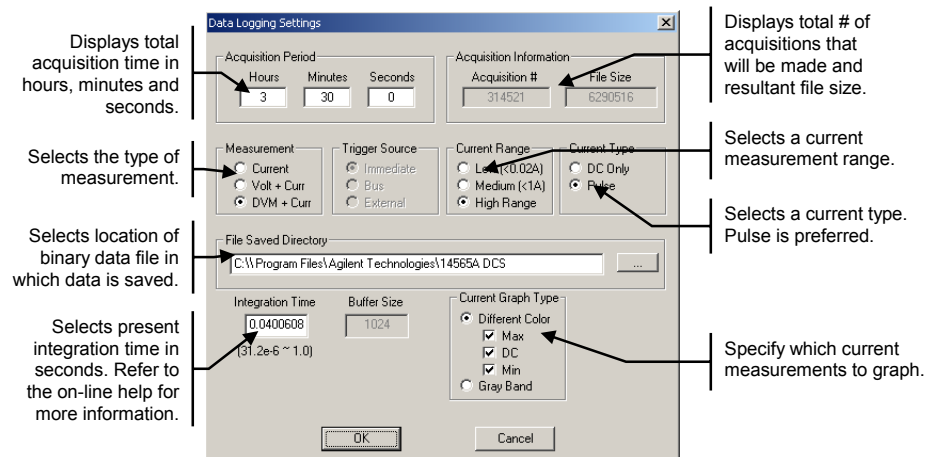 Data Logging Settings
Displays total
acquisition time in
hours, minutes and
seconds.
Acquisition Period
Hours Minutes Seconds
3 30 0
Acquisition Information
Acquisition # File Size
314521 6290516
Displays total # of
acquisitions that
will be made and
resultant file size.
Selects the type of
measurement.
Measurement
Current
Volt + Curr
DVM + Curr
Trigger Source
Immediate
Bus
External
Current Range
Low (<0.02A)
Medium (<1A)
High Range
Current Type
DC Only
Pulse
Selects a current
measurement range.
Selects a current type.
Pulse is preferred.
Selects location of
binary data file in
which data is saved.
File Saved Directory
C:\\Program Files\Agilent Technologies\14565A DCS
...
Selects present
integration time in
seconds. Refer to
the on-line help for
more information.
Integration Time
0.0400608
(31.2e-6 ~ 1.0)
Buffer Size
1024
Current Graph Type
Different Color
Max
DC
Min
Gray Band
Specify which current
measurements to graph.
OK Cancel